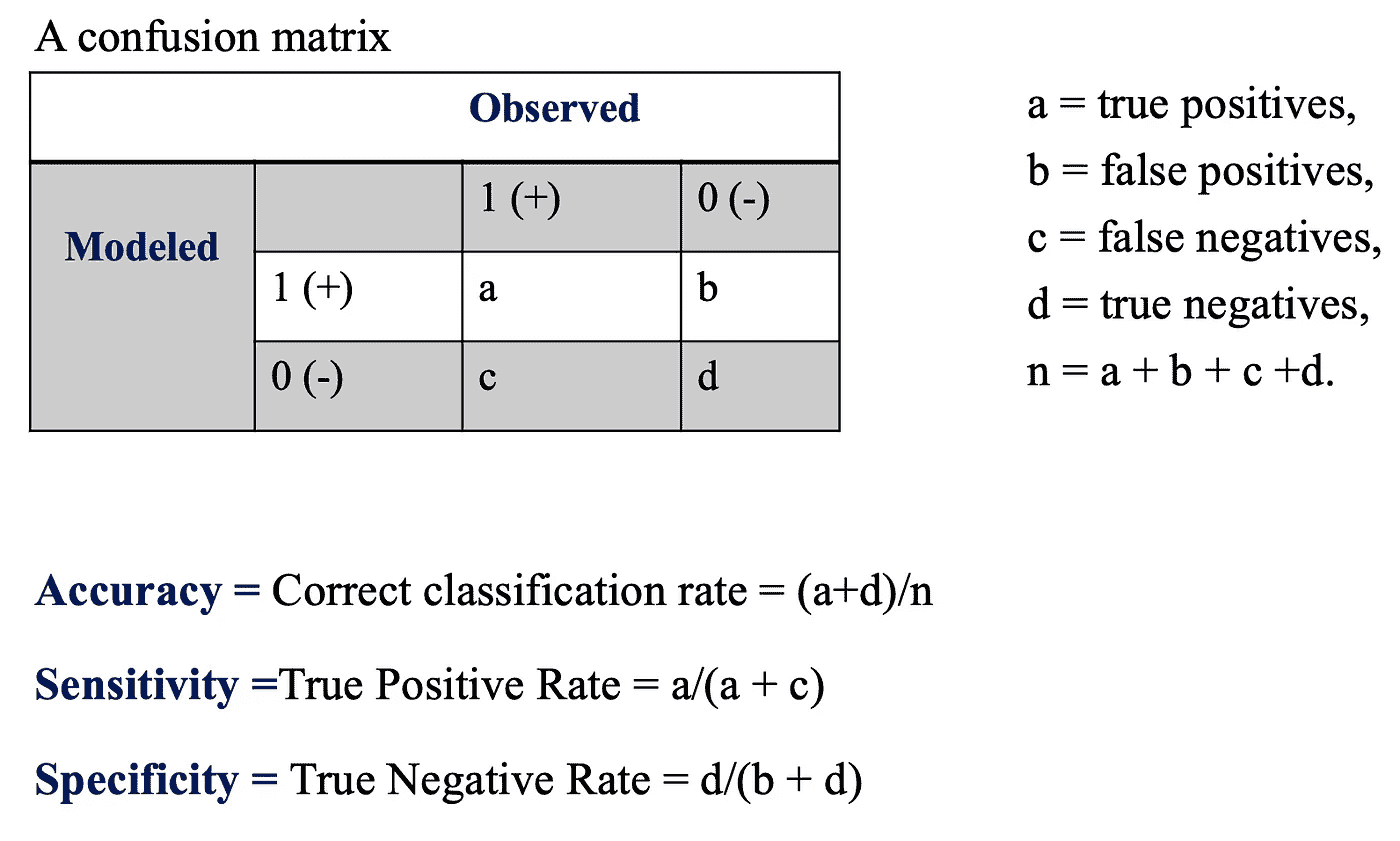 A confusion matrix
Observed
Modeled
1 (+) 0 (-)
1 (+) a b
0 (-) c d
a = true positives,
b = false positives,
c = false negatives,
d = true negatives,
n = a + b + c +d.
Accuracy = Correct classification rate = (a+d)/n
Sensitivity =True Positive Rate = a/(a + c)
Specificity = True Negative Rate = d/(b + d)